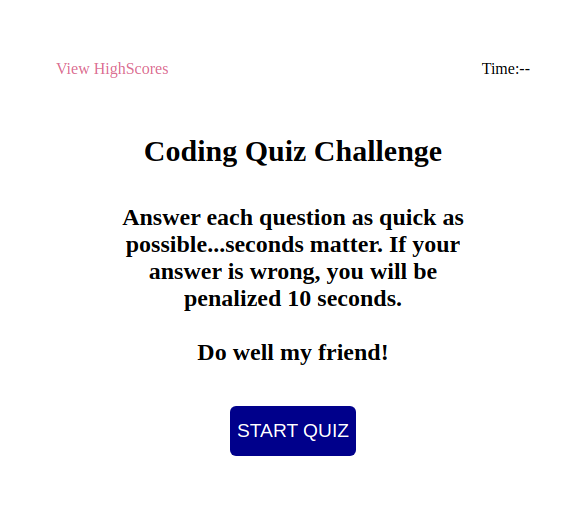 View HighScores
Time:--
Coding Quiz Challenge
Answer each question as quick as
possible...seconds matter. If your
answer is wrong, you will be
penalized 10 seconds.
Do well my friend!
START QUIZ